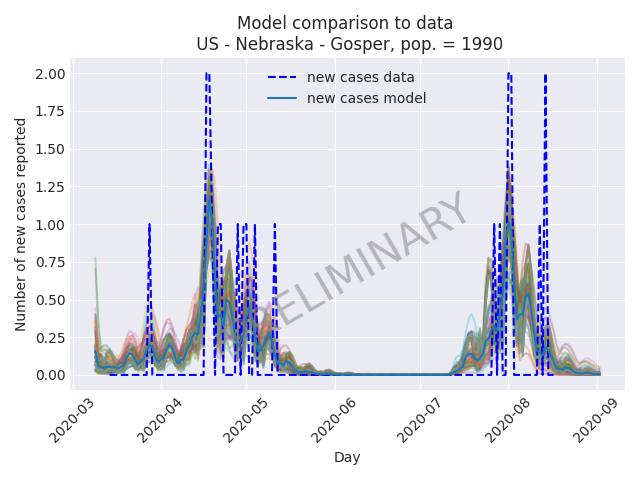 Model comparison to data
US - Nebraska - Gosper, pop. = 1990
new cases data
new cases model
PRELIMINARY
Number of new cases reported
2.00
1.75
1.50
1.25
1.00
0.75
0.50
0.25
0.00
2020-03
2020-04
2020-05
2020-06
2020-07
2020-08
2020-09
Day